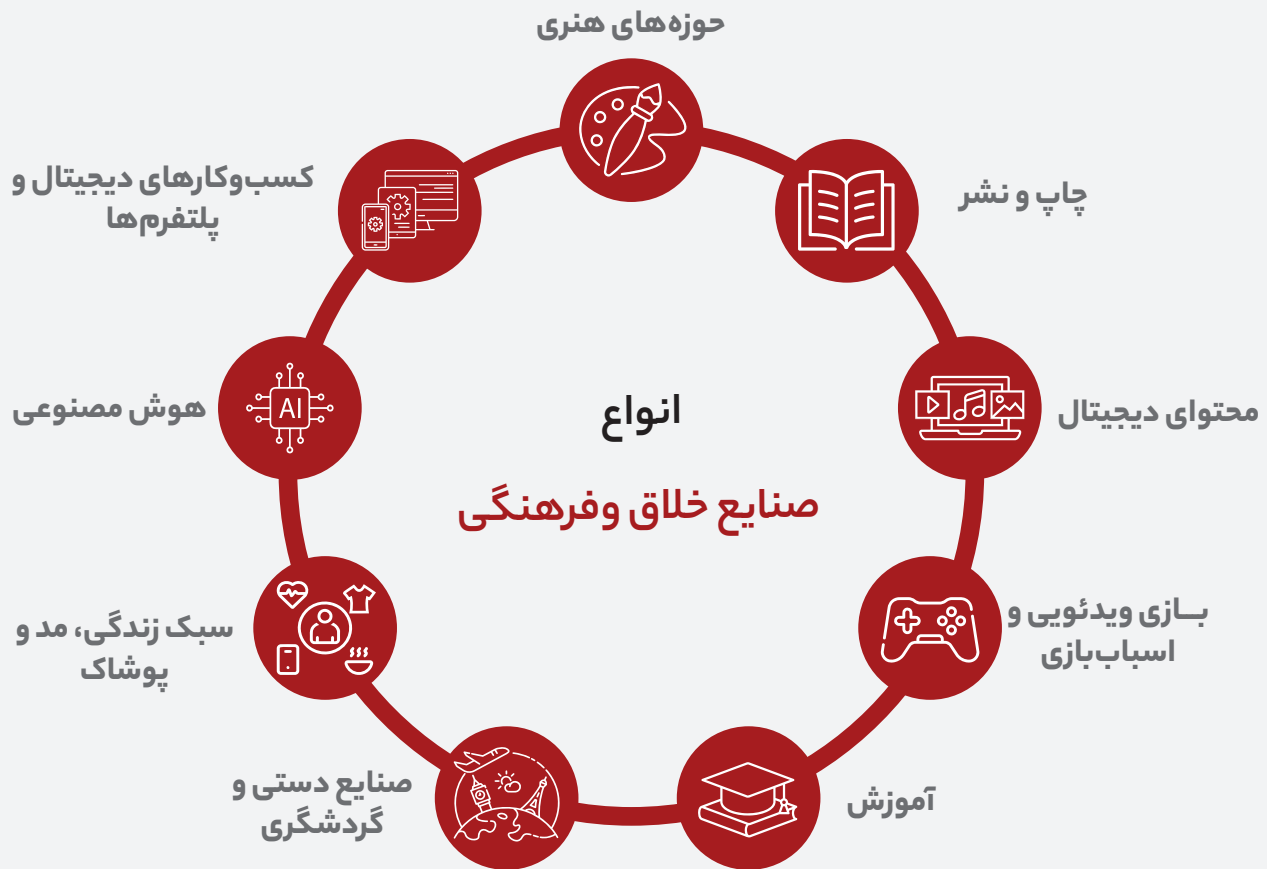 حوزه‌های هنری
چاپ و نشر
محتوای دیجیتال
بــازی ویدئویی و
اسباب‌بازی
آموزش
صنایع دستی و
گردشگری
سبک زندگی، مد و
پوشاک
هوش مصنوعی
AI
کسب‌وکارهای دیجیتال و
پلتفرم‌ها
انواع
صنایع خلاق وفرهنگـی